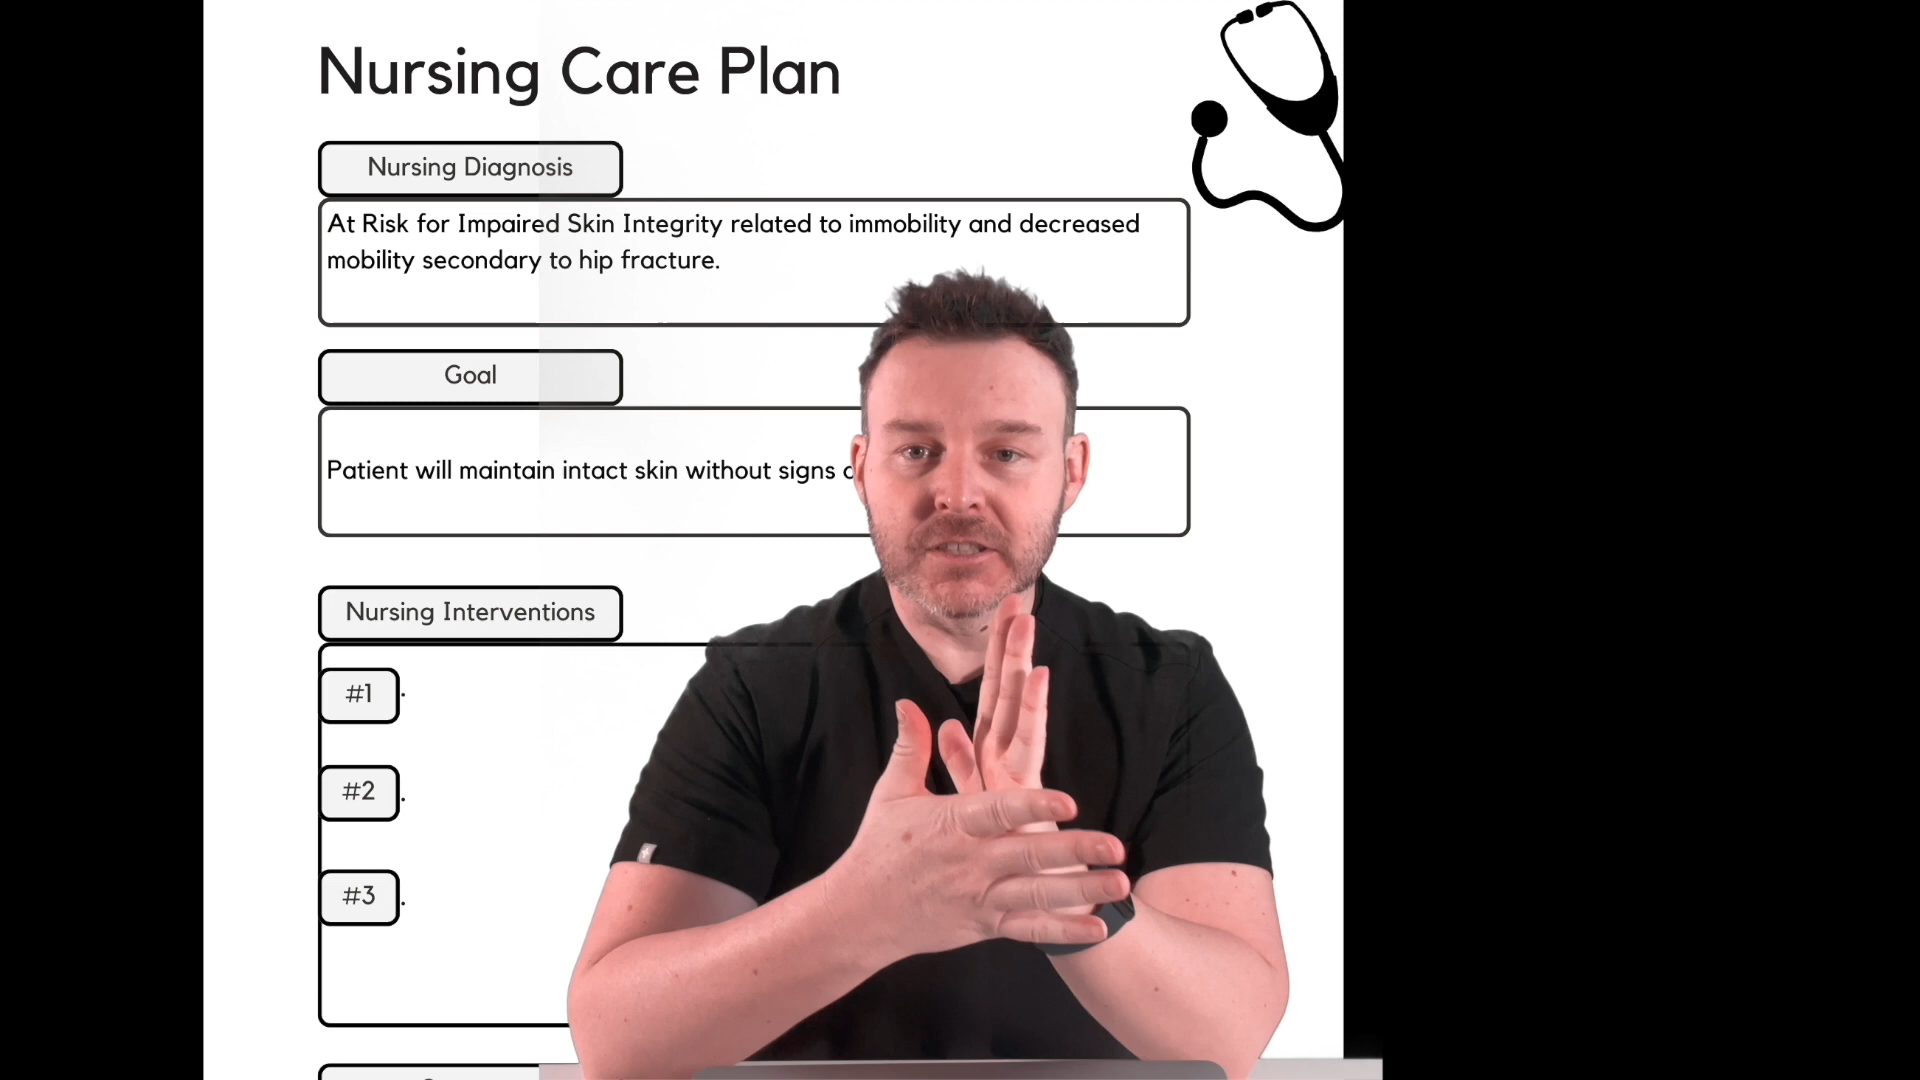 Nursing Care Plan
Nursing Diagnosis
At Risk for Impaired Skin Integrity related to immobility and decreased
mobility secondary to hip fracture.
Goal
Patient will maintain intact skin without signs
Nursing Interventions
#1 .
#2 .
#3 .